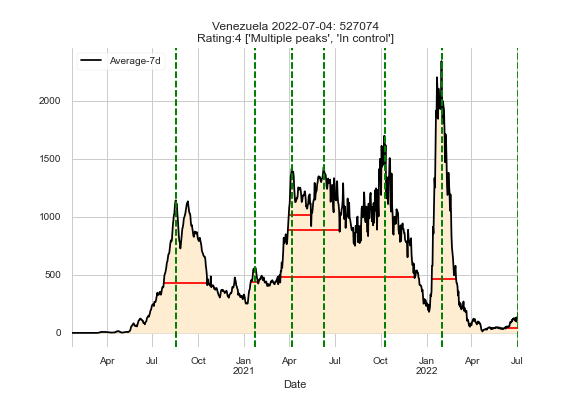 Venezuela 2022-07-04: 527074
Rating:4 ['Multiple peaks', 'In control']
Average-7d
2000
1500
1000
500
0
Apr Jul Oct Jan Apr Jul Oct Jan Apr Jul
2021 2022
Date